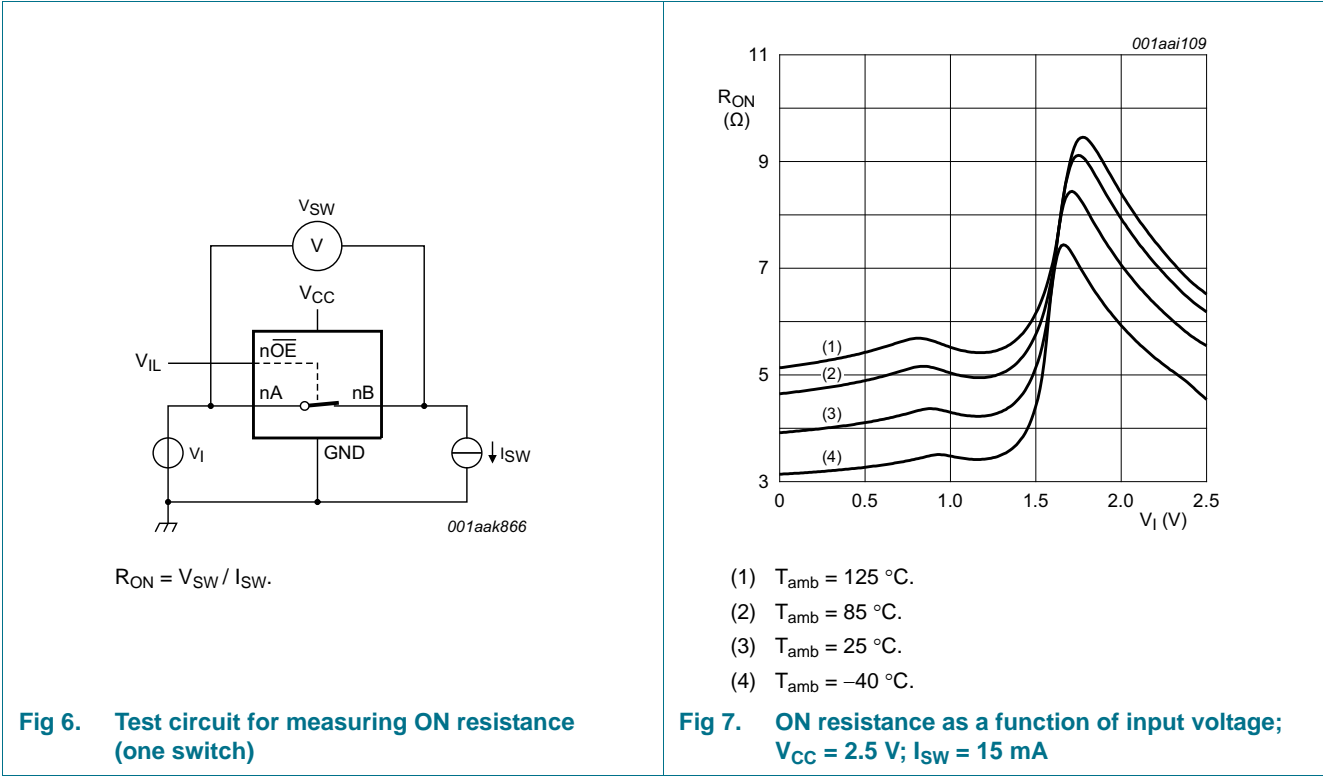 V_SW
V
V_CC
nOE
V_IL
nA
nB
V_I
GND
I_SW
001aak866
R_ON = V_SW / I_SW.
Fig 6. Test circuit for measuring ON resistance
(one switch)
001aai109
11
R_ON
(Ω)
9
7
5
3
(1)
(2)
(3)
(4)
0
0.5
1.0
1.5
2.0
2.5
V_I (V)
(1) T_amb = 125 °C.
(2) T_amb = 85 °C.
(3) T_amb = 25 °C.
(4) T_amb = −40 °C.
Fig 7. ON resistance as a function of input voltage;
V_CC = 2.5 V; I_SW = 15 mA